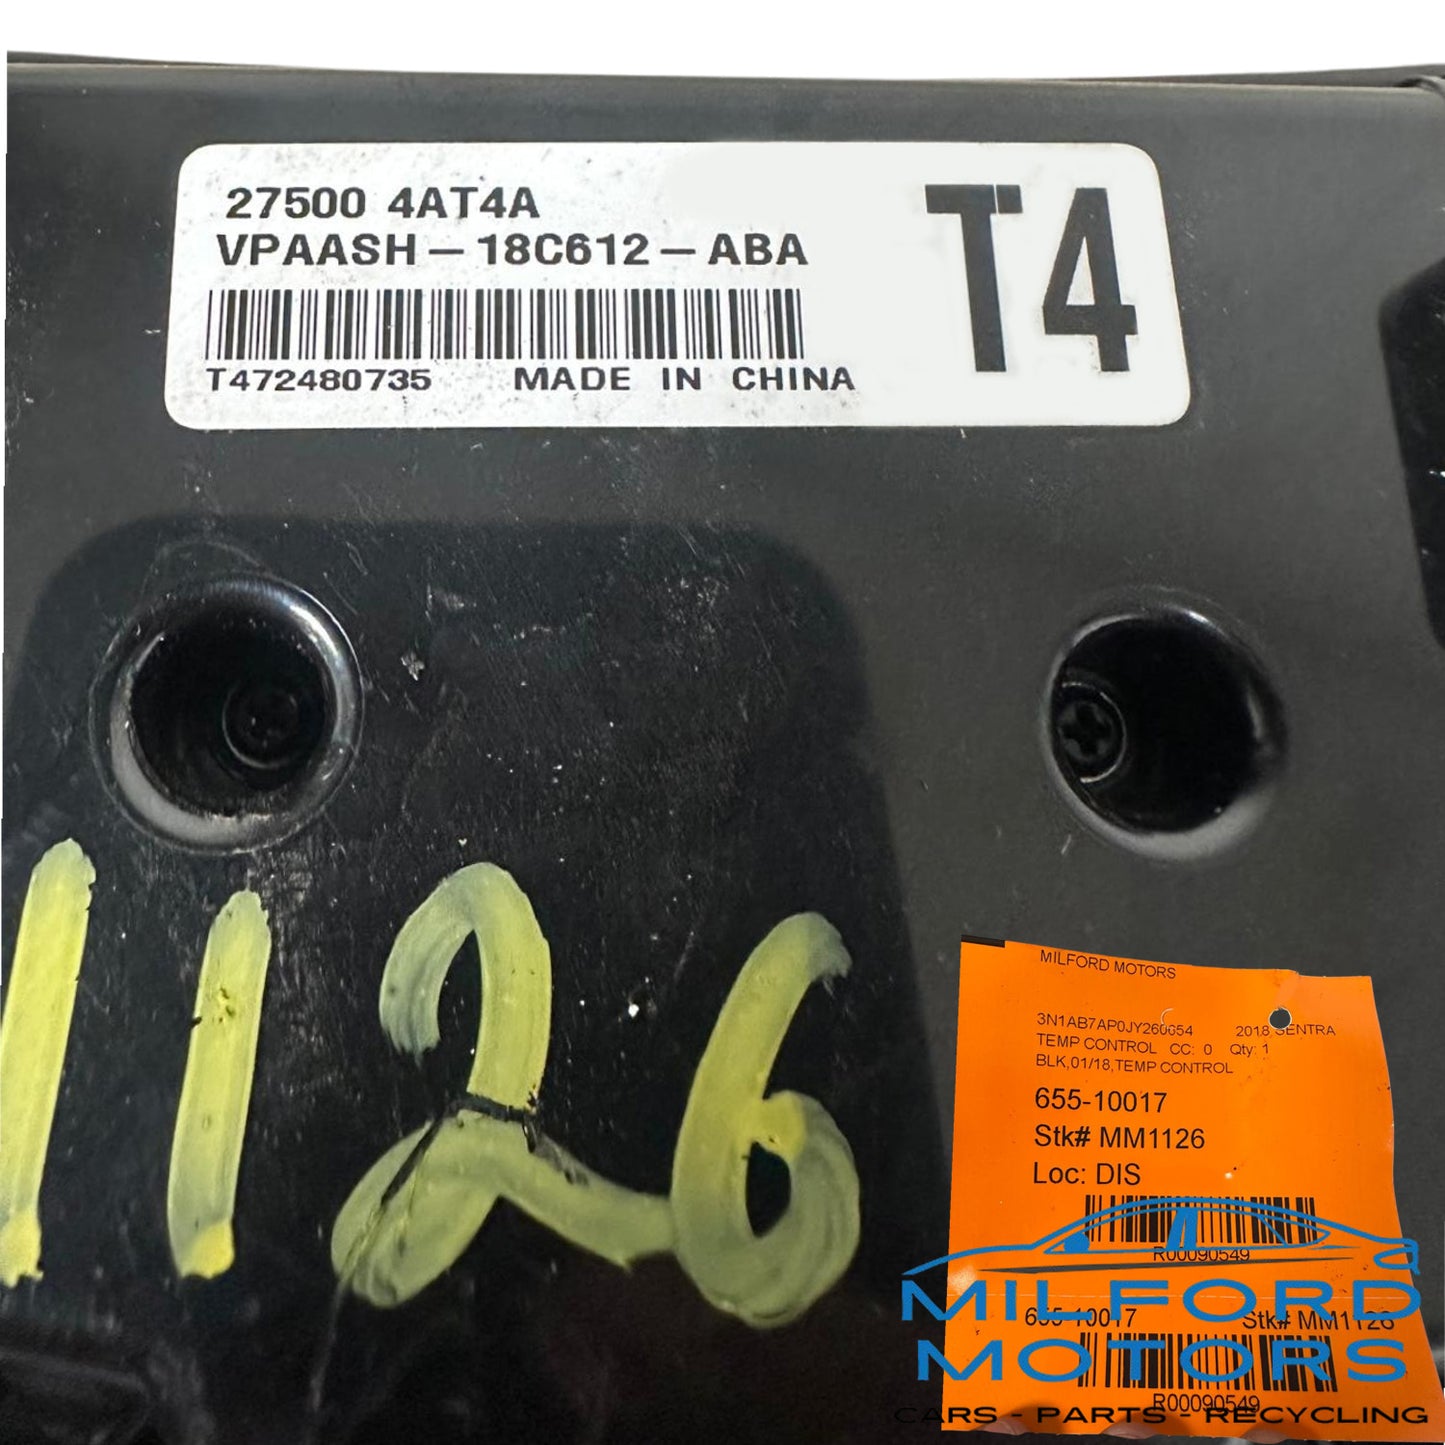 27500 4AT4A
VPAASH-18C612-ABA
T472480735 MADE IN CHINA
T4
1126
MILFORD MOTORS
3N1AB7AP0JY260654 2018 SENTRA
TEMP CONTROL CC: 0 Qty: 1
BLK,01/18,TEMP CONTROL
655-10017
Stk# MM1126
Loc: DIS
R00090549
655-10017 Stk# MM1126
R00090549
MILFORD
MOTORS
CARS - PARTS - RECYCLING